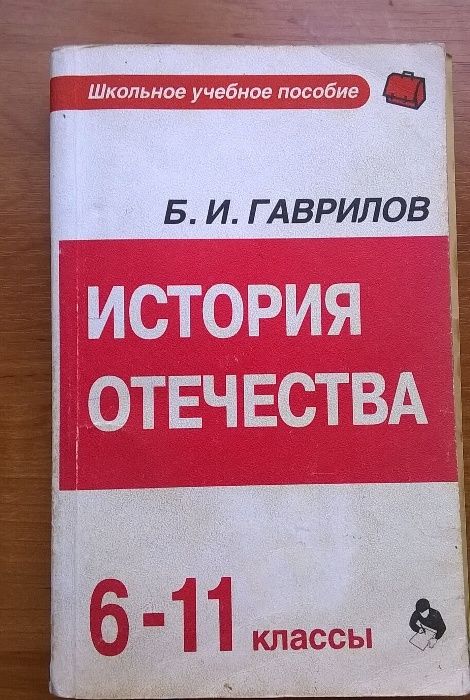 Школьное учебное пособие
Б. И. ГАВРИЛОВ
ИСТОРИЯ
ОТЕЧЕСТВА
6-11 классы